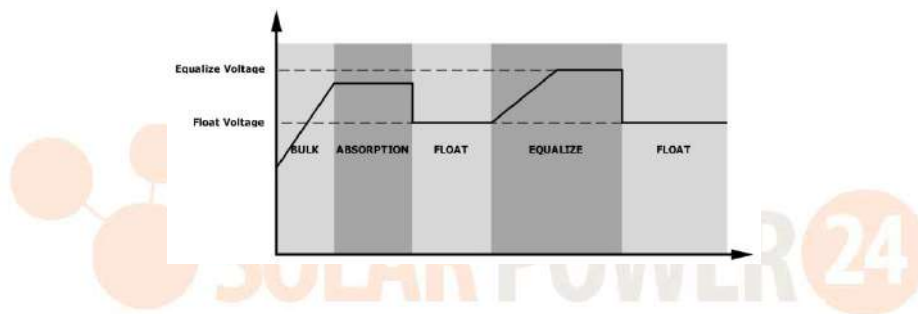 Equalize Voltage
Float Voltage
BULK ABSORPTION FLOAT EQUALIZE FLOAT
SOLAR POWER 24